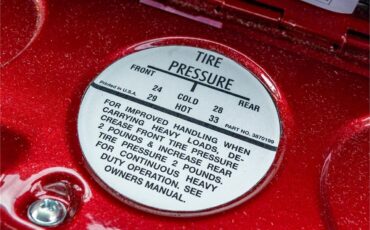 TIRE
PRESSURE
FRONT REAR
24 COLD 28
29 HOT 33
Printed in U.S.A. PART NO. 3870199
FOR IMPROVED HANDLING WHEN
CARRYING HEAVY LOADS, DE-
CREASE FRONT TIRE PRESSURE
2 POUNDS & INCREASE REAR
TIRE PRESSURE 2 POUNDS.
FOR CONTINUOUS HEAVY
DUTY OPERATION. SEE
OWNERS MANUAL.